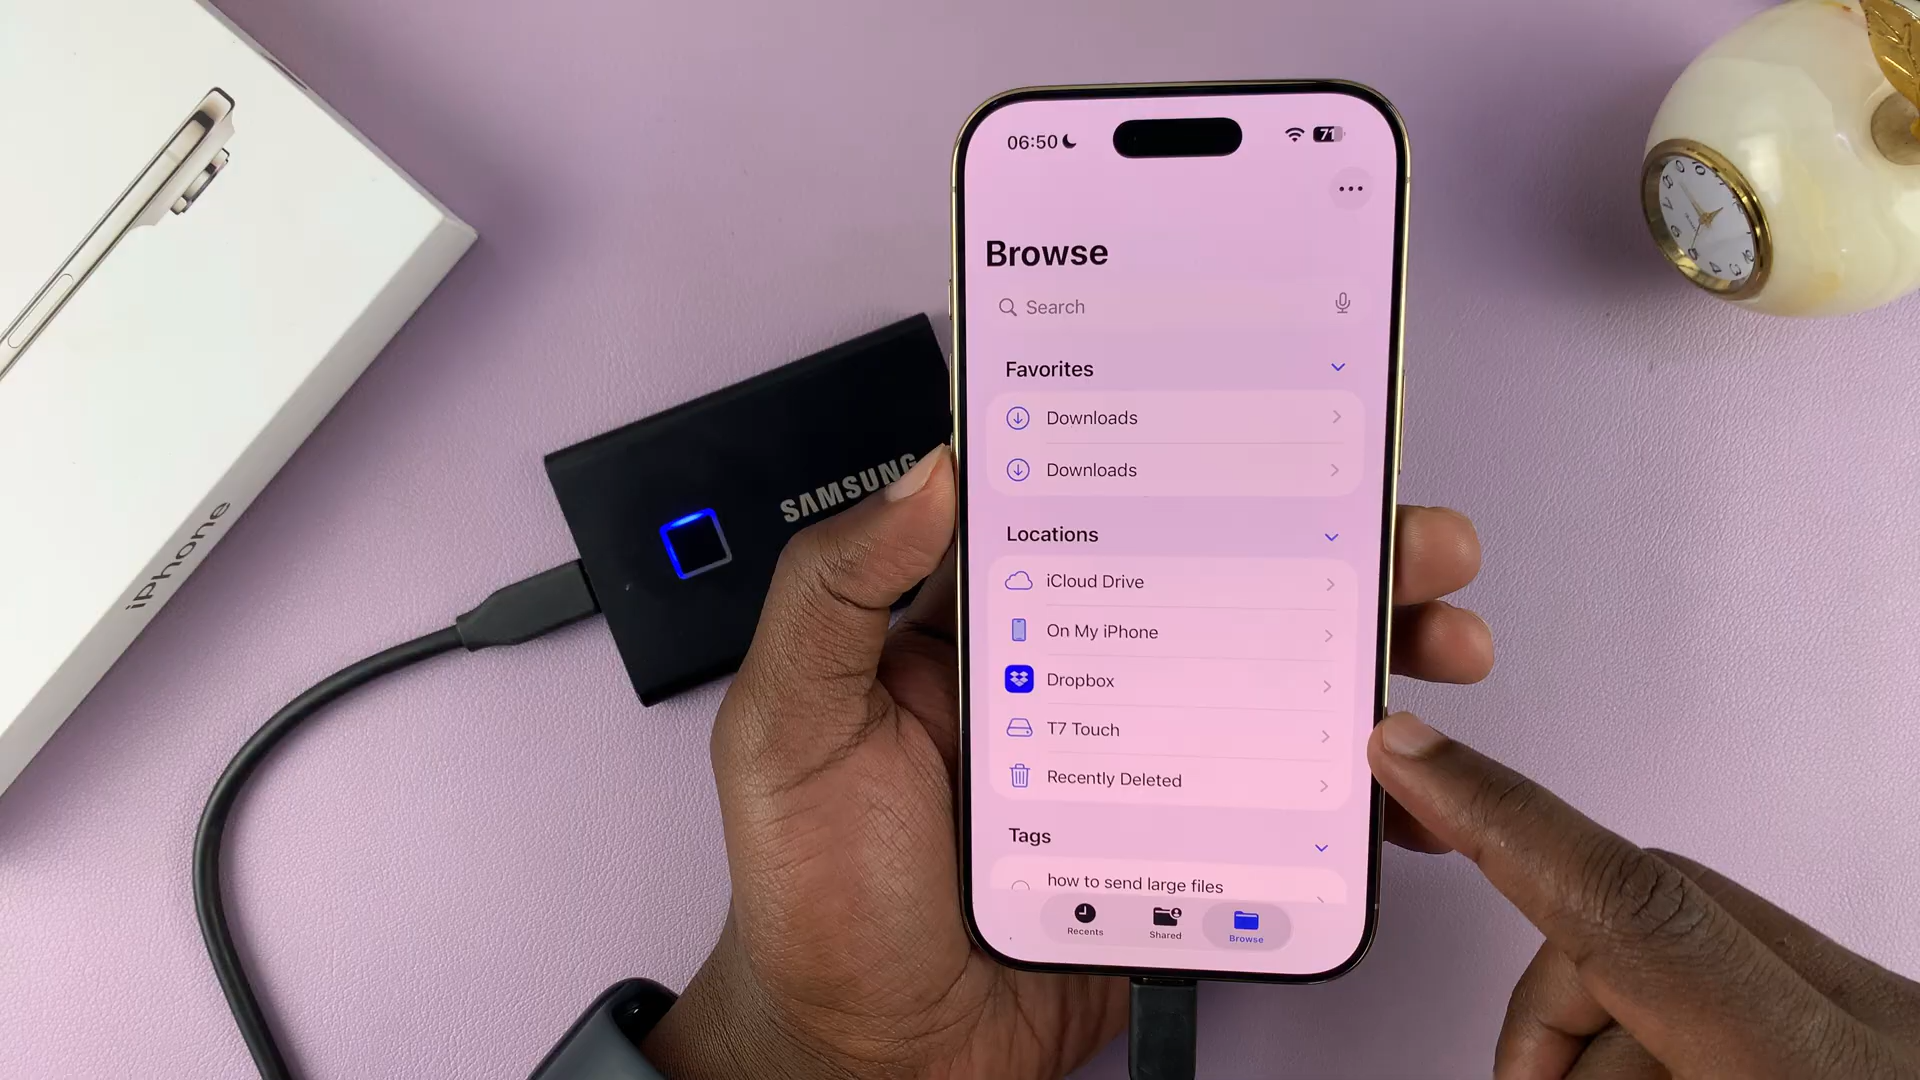 iPhone
SAMSUNG
06:50
71
Browse
Search
Favorites
Downloads
Downloads
Locations
iCloud Drive
On My iPhone
Dropbox
T7 Touch
Recently Deleted
Tags
how to send large files
Recents
Shared
Browse